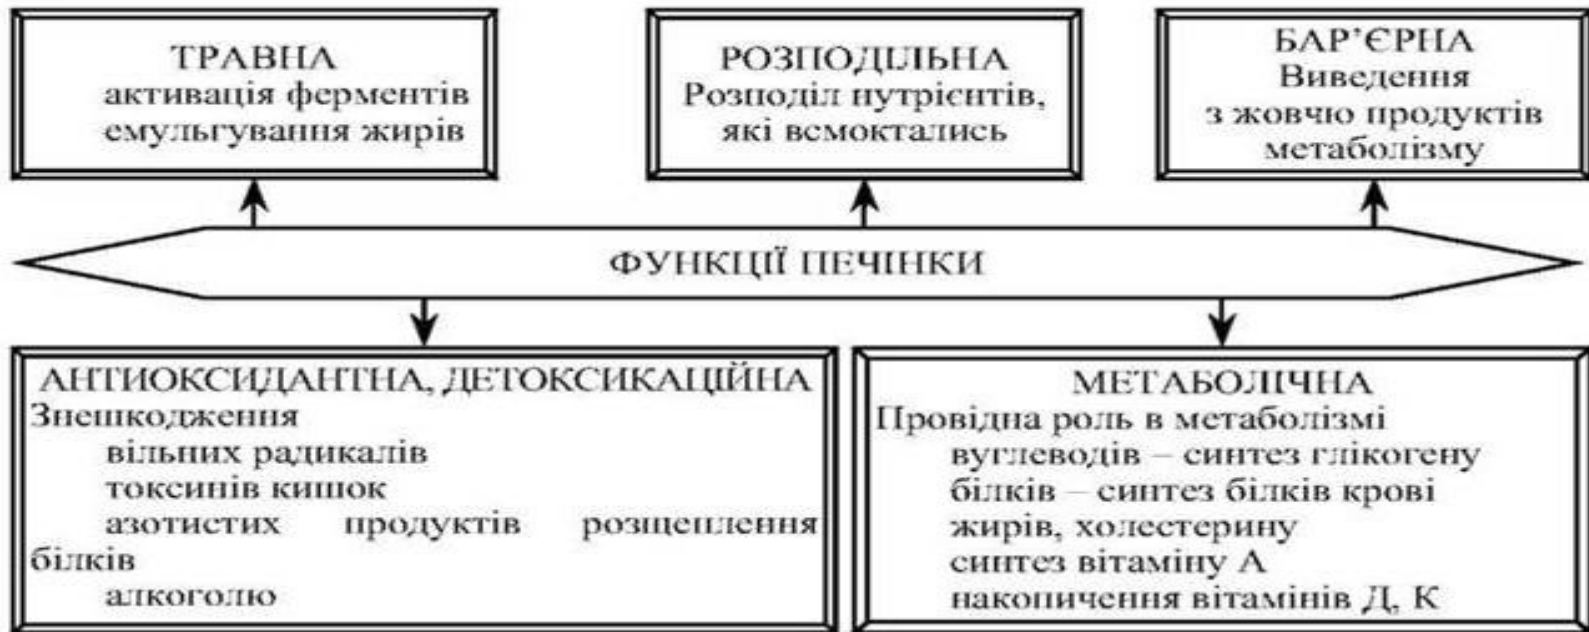 ТРАВНА
активація ферментів
емульгування жирів
РОЗПОДІЛЬНА
Розподіл нутрієнтів,
які всмоктались
БАР’ЄРНА
Виведення
з жовчю продуктів
метаболізму
ФУНКЦІЇ ПЕЧІНКИ
АНТИОКСИДАНТНА, ДЕТОКСИКАЦІЙНА
Знешкодження
вільних радикалів
токсинів кишок
азотистих продуктів розщеплення
білків
алкоголю
МЕТАБОЛІЧНА
Провідна роль в метаболізмі
вуглеводів – синтез глікогену
білків – синтез білків крові
жирів, холестерину
синтез вітаміну А
накопичення вітамінів Д, К